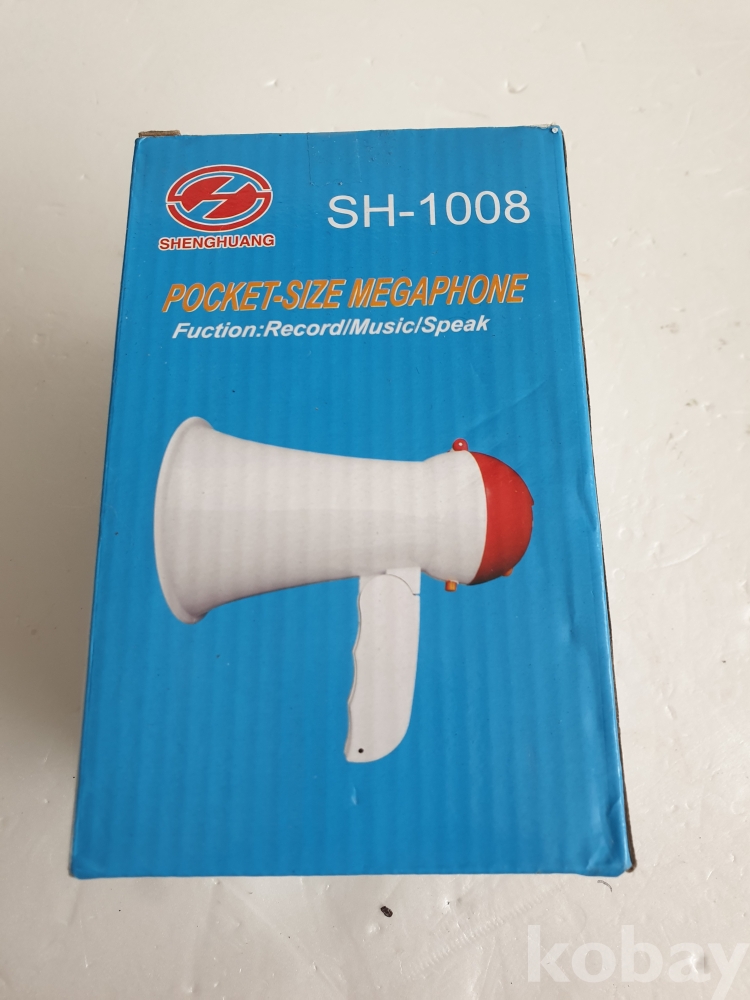 SH-1008
SHENGHUANG
POCKET-SIZE MEGAPHONE
Fuction:Record/Music/Speak
kobay